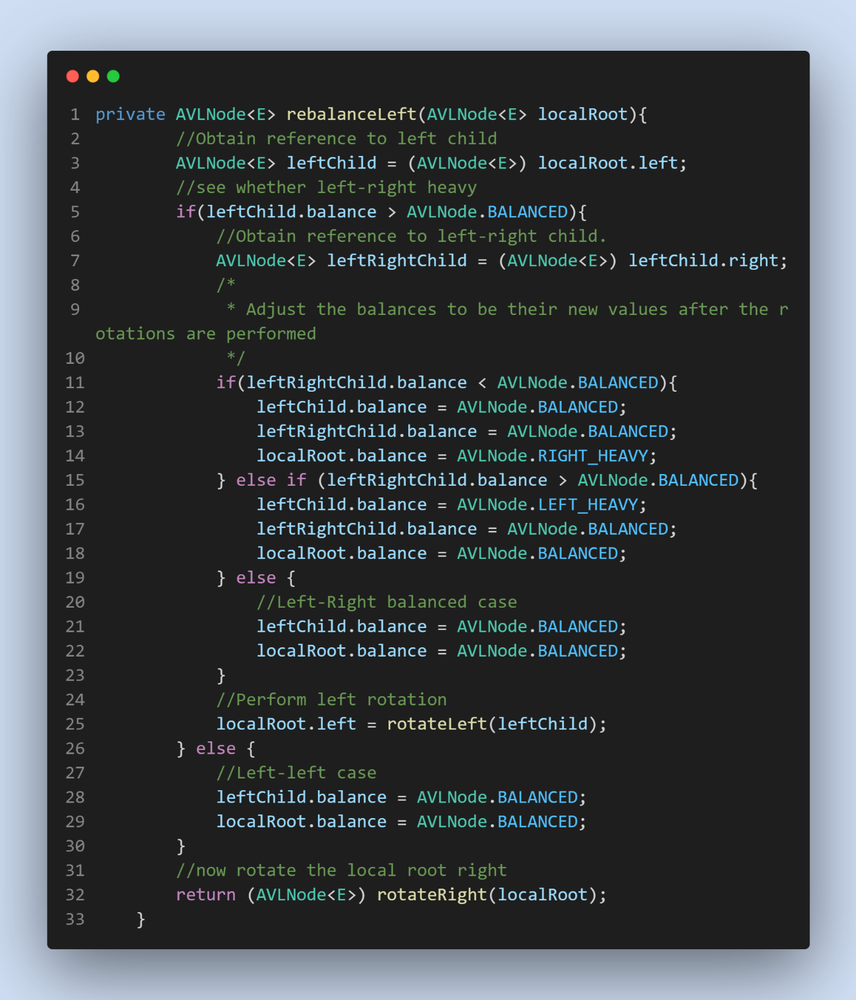 1 private AVLNode<E> rebalanceLeft(AVLNode<E> localRoot){
2         //Obtain reference to left child
3         AVLNode<E> leftChild = (AVLNode<E>) localRoot.left;
4         //see whether left-right heavy
5         if(leftChild.balance > AVLNode.BALANCED){
6             //Obtain reference to left-right child.
7             AVLNode<E> leftRightChild = (AVLNode<E>) leftChild.right;
8             /*
9              * Adjust the balances to be their new values after the r
otations are performed
10              */
11             if(leftRightChild.balance < AVLNode.BALANCED){
12                 leftChild.balance = AVLNode.BALANCED;
13                 leftRightChild.balance = AVLNode.BALANCED;
14                 localRoot.balance = AVLNode.RIGHT_HEAVY;
15             } else if (leftRightChild.balance > AVLNode.BALANCED){
16                 leftChild.balance = AVLNode.LEFT_HEAVY;
17                 leftRightChild.balance = AVLNode.BALANCED;
18                 localRoot.balance = AVLNode.BALANCED;
19             } else {
20                 //Left-Right balanced case
21                 leftChild.balance = AVLNode.BALANCED;
22                 localRoot.balance = AVLNode.BALANCED;
23             }
24             //Perform left rotation
25             localRoot.left = rotateLeft(leftChild);
26         } else {
27             //Left-left case
28             leftChild.balance = AVLNode.BALANCED;
29             localRoot.balance = AVLNode.BALANCED;
30         }
31         //now rotate the local root right
32         return (AVLNode<E>) rotateRight(localRoot);
33     }